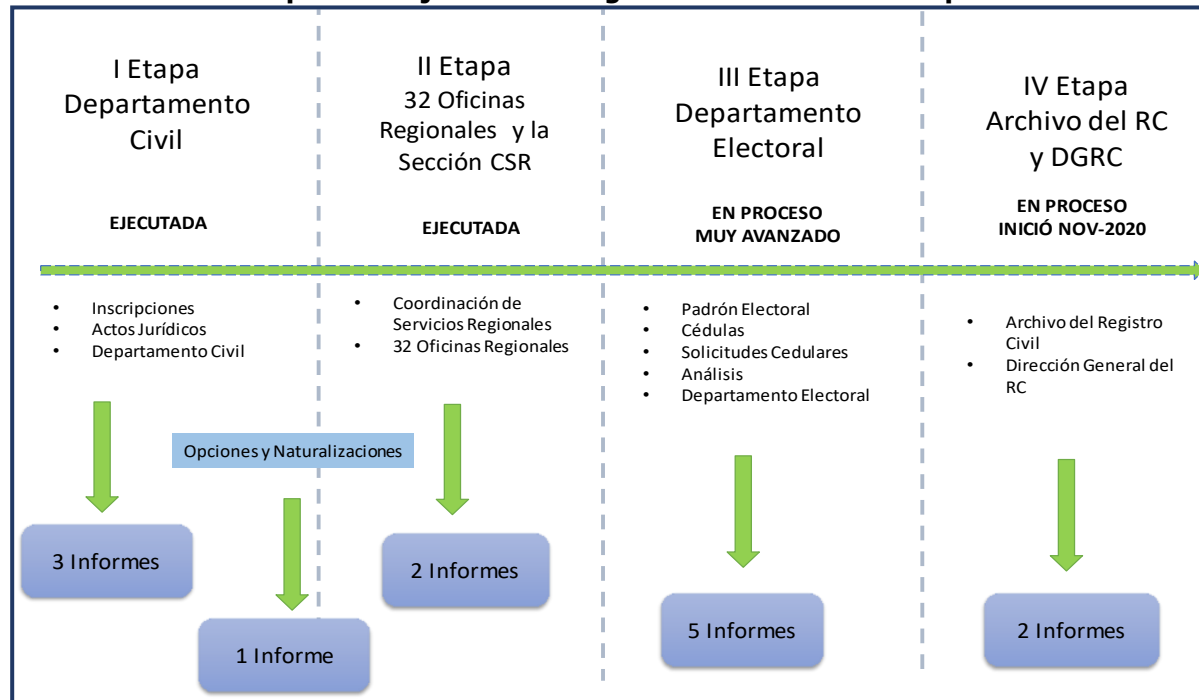 I Etapa
Departamento
Civil
EJECUTADA
• Inscripciones
• Actos Jurídicos
• Departamento Civil
3 Informes
Opciones y Naturalizaciones
1 Informe
II Etapa
32 Oficinas
Regionales y la
Sección CSR
EJECUTADA
• Coordinación de
Servicios Regionales
• 32 Oficinas Regionales
2 Informes
III Etapa
Departamento
Electoral
EN PROCESO
MUY AVANZADO
• Padrón Electoral
• Cédulas
• Solicitudes Cedulares
• Análisis
• Departamento Electoral
5 Informes
IV Etapa
Archivo del RC
y DGRC
EN PROCESO
INICIÓ NOV-2020
• Archivo del Registro
Civil
• Dirección General del
RC
2 Informes